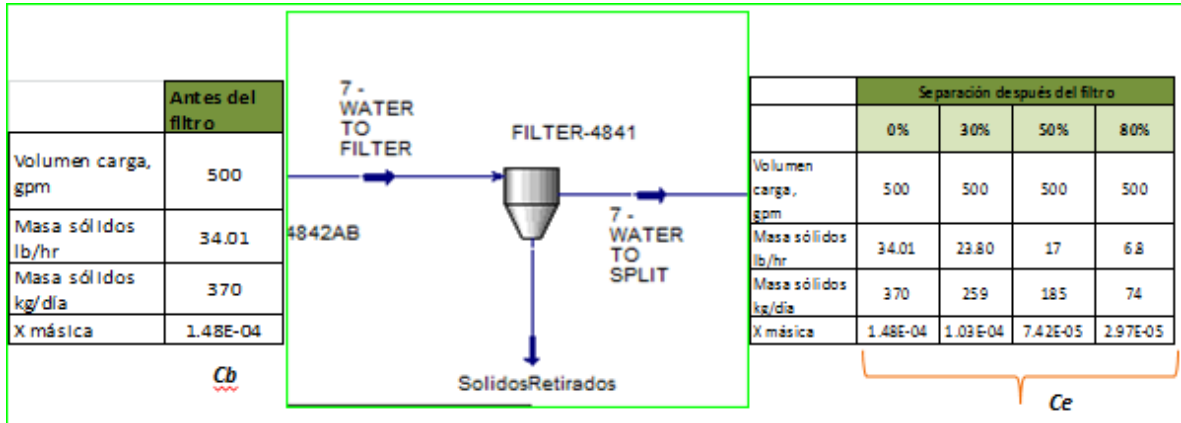 Antes del
filtro
Volumen carga,
gpm
500
Masa sólidos
lb/hr
34.01
Masa sólidos
kg/día
370
X másica
1.48E-04
Cb
7 -
WATER
TO
FILTER
FILTER-4841
4842AB
7 -
WATER
TO
SPLIT
SolidosRetirados
Separación después del filtro
0% 30% 50% 80%
Volumen
carga,
gpm
500 500 500 500
Masa sólidos
lb/hr
34.01 23.80 17 6.8
Masa sólidos
kg/día
370 259 185 74
X másica 1.48E-04 1.03E-04 7.42E-05 2.97E-05
Ce